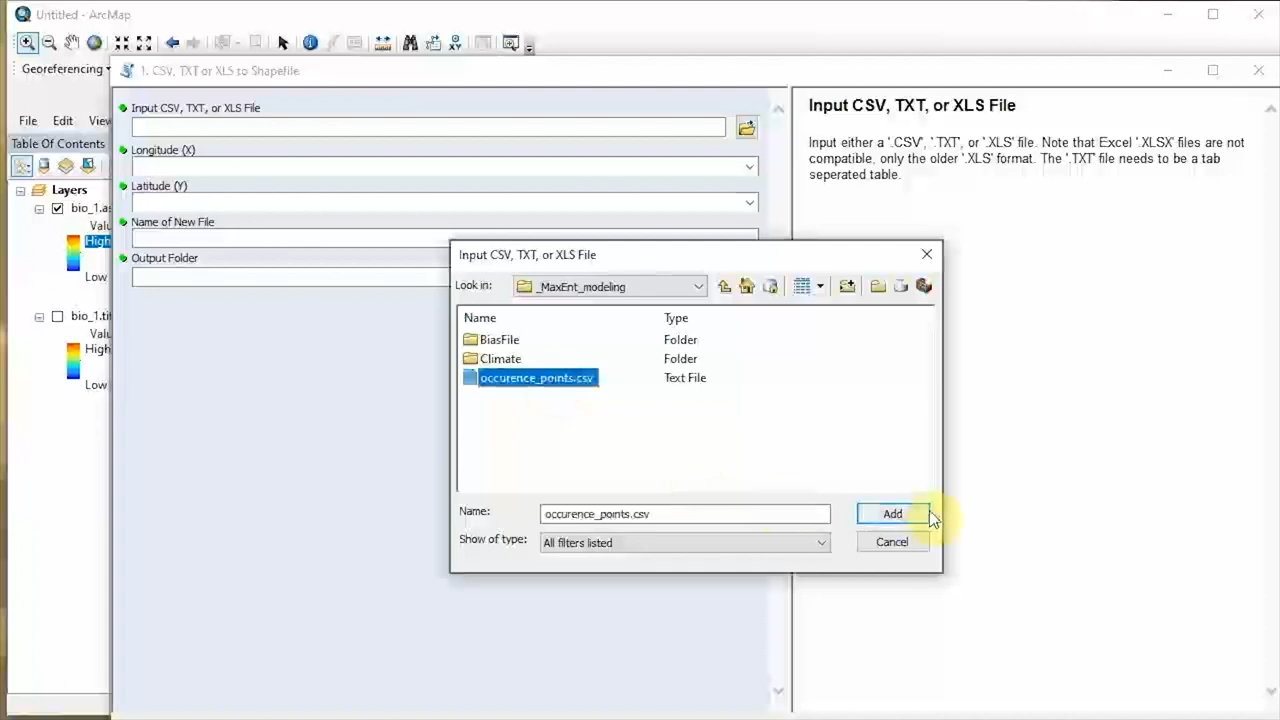 Untitled - ArcMap
Georeferencing
1. CSV, TXT or XLS to Shapefile
File Edit View
Table Of Contents
Layers
bio_1.as
Valu
High
Low
bio_1.tif
Valu
High
Low
Input CSV, TXT, or XLS File
Longitude (X)
Latitude (Y)
Name of New File
Output Folder
Input CSV, TXT, or XLS File
Input either a '.CSV', '.TXT', or '.XLS' file. Note that Excel '.XLSX' files are not
compatible, only the older '.XLS' format. The '.TXT' file needs to be a tab
seperated table.
Input CSV, TXT, or XLS File
Look in: _MaxEnt_modeling
Name Type
BiasFile Folder
Climate Folder
occurence_points.csv Text File
Name: occurence_points.csv Add
Show of type: All filters listed Cancel